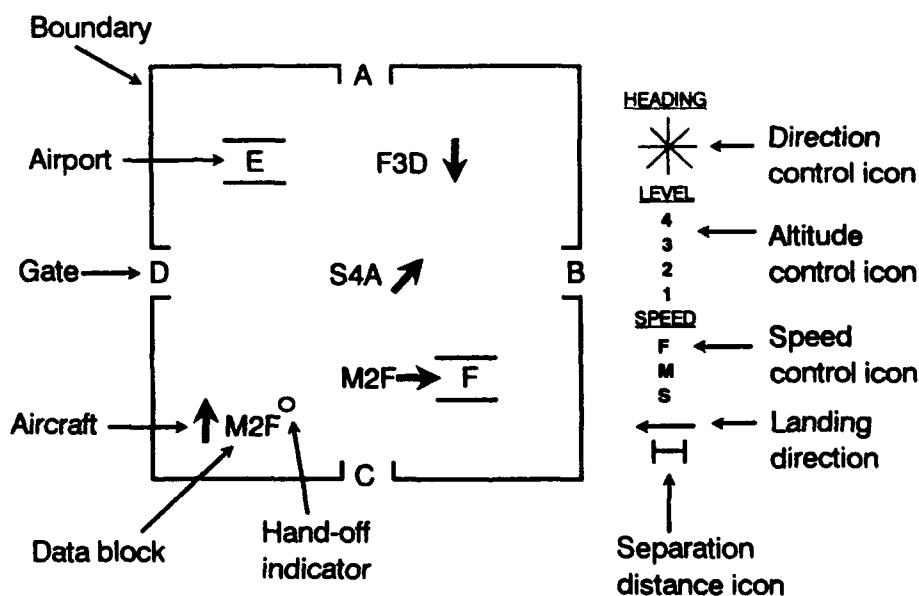 Boundary
A
HEADING
Airport
E
F3D
Direction
control icon
LEVEL
4
3
2
1
Altitude
control icon
Gate
D
S4A
B
SPEED
F
M
S
Speed
control icon
M2F
F
Aircraft
M2F
Landing
direction
C
Data block
Hand-off
indicator
Separation
distance icon